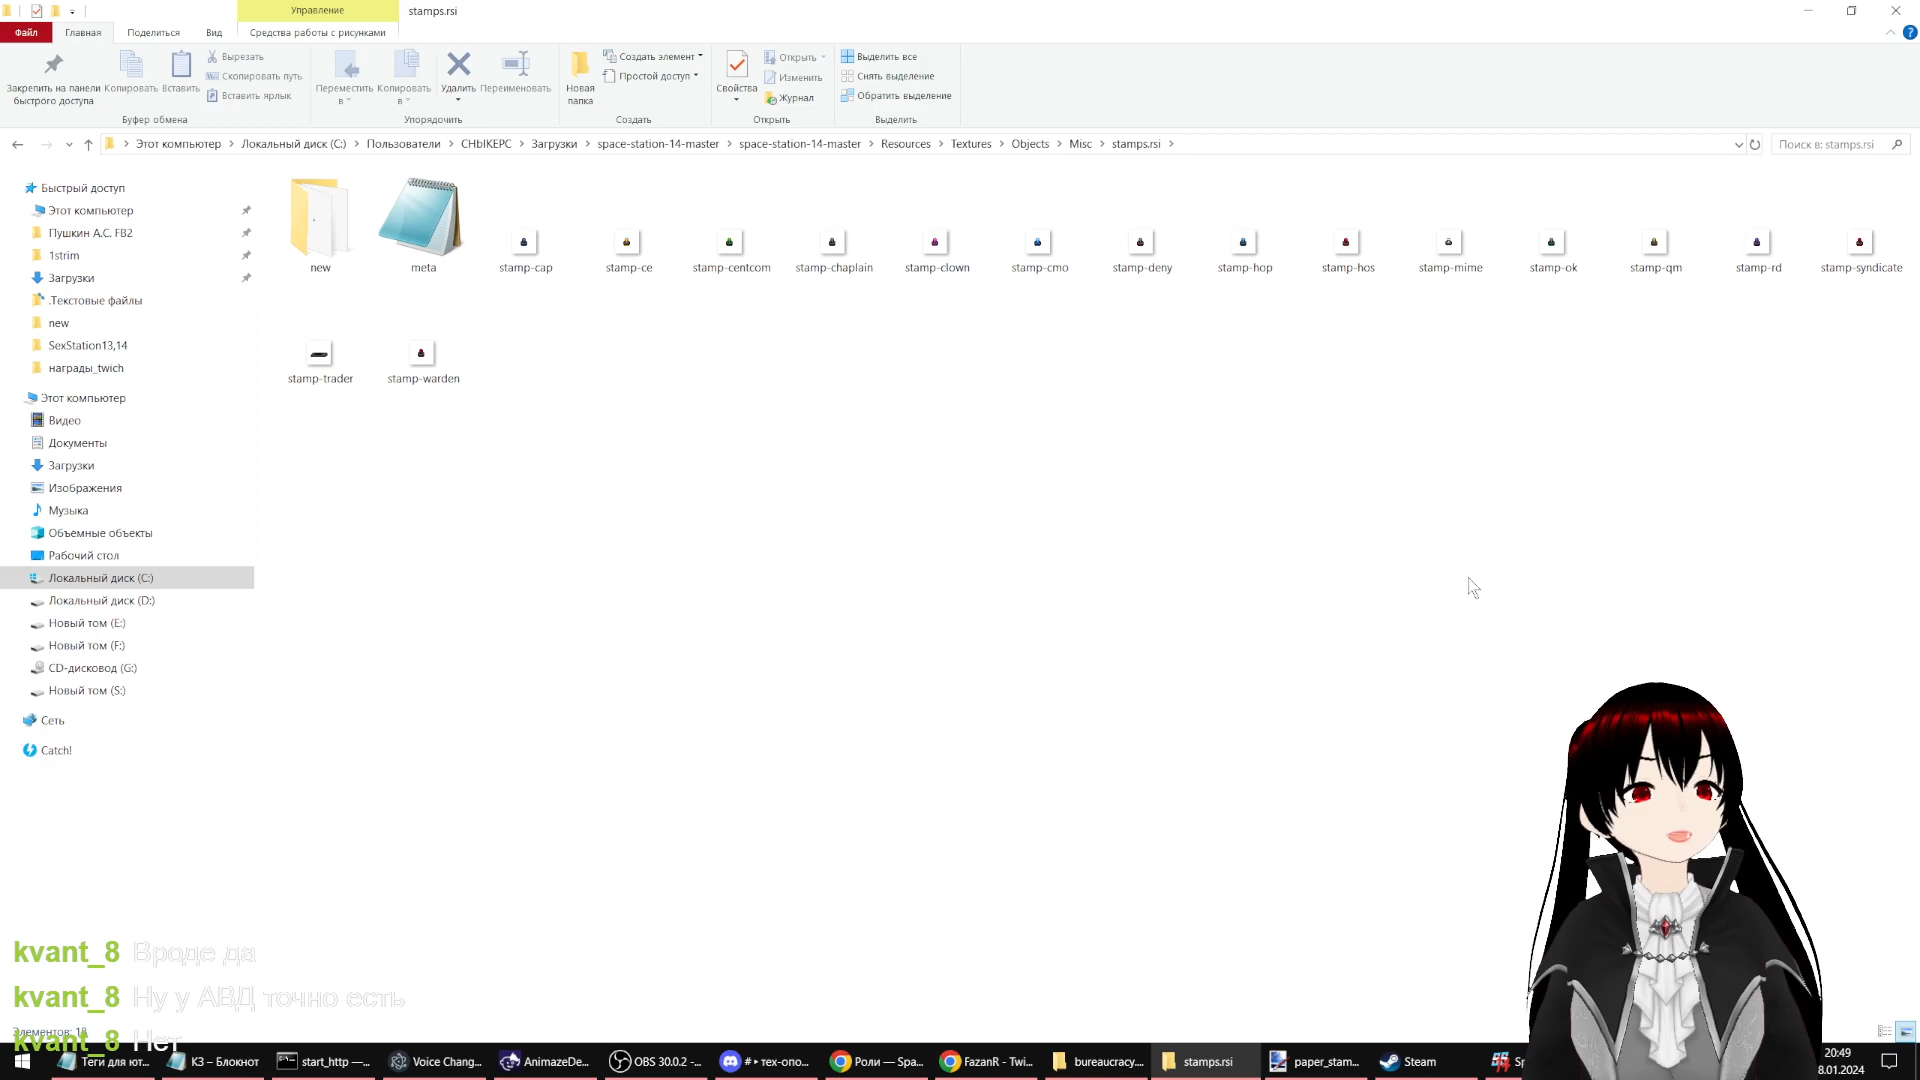 Управление
stamps.rsi
Файл
Главная
Поделиться
Вид
Средства работы с рисунками
Закрепить на панели
быстрого доступа
Копировать
Вставить
Вырезать
Скопировать путь
Вставить ярлык
Буфер обмена
Переместить
в
Копировать
в
Удалить
Переименовать
Упорядочить
Новая
папка
Создать элемент
Простой доступ
Создать
Свойства
Открыть
Изменить
Журнал
Открыть
Выделить все
Снять выделение
Обратить выделение
Выделить
Этот компьютер
Локальный диск (C:)
Пользователи
СНЫКЕРС
Загрузки
space-station-14-master
space-station-14-master
Resources
Textures
Objects
Misc
stamps.rsi
Поиск в: stamps.rsi
Быстрый доступ
Этот компьютер
Пушкин А.С. FB2
1strim
Загрузки
.Текстовые файлы
new
SexStation13,14
награды_twich
Этот компьютер
Видео
Документы
Загрузки
Изображения
Музыка
Объемные объекты
Рабочий стол
Локальный диск (C:)
Локальный диск (D:)
Новый том (E:)
Новый том (F:)
CD-дисковод (G:)
Новый том (S:)
Сеть
Catch!
new
meta
stamp-cap
stamp-ce
stamp-centcom
stamp-chaplain
stamp-clown
stamp-cmo
stamp-deny
stamp-hop
stamp-hos
stamp-mime
stamp-ok
stamp-qm
stamp-rd
stamp-syndicate
stamp-trader
stamp-warden
kvant_8 Вроде да
kvant_8 Ну у АВД точно есть
Элементов: 18
kvant_8 Нет
Теги для ют...
КЗ – Блокнот
start_http —...
Voice Chang...
AnimazeDe...
OBS 30.0.2 -...
# ▸ тех-опо...
Роли — Spa...
FazanR - Twi...
bureaucracy....
stamps.rsi
paper_stam...
Steam
20:49
8.01.2024